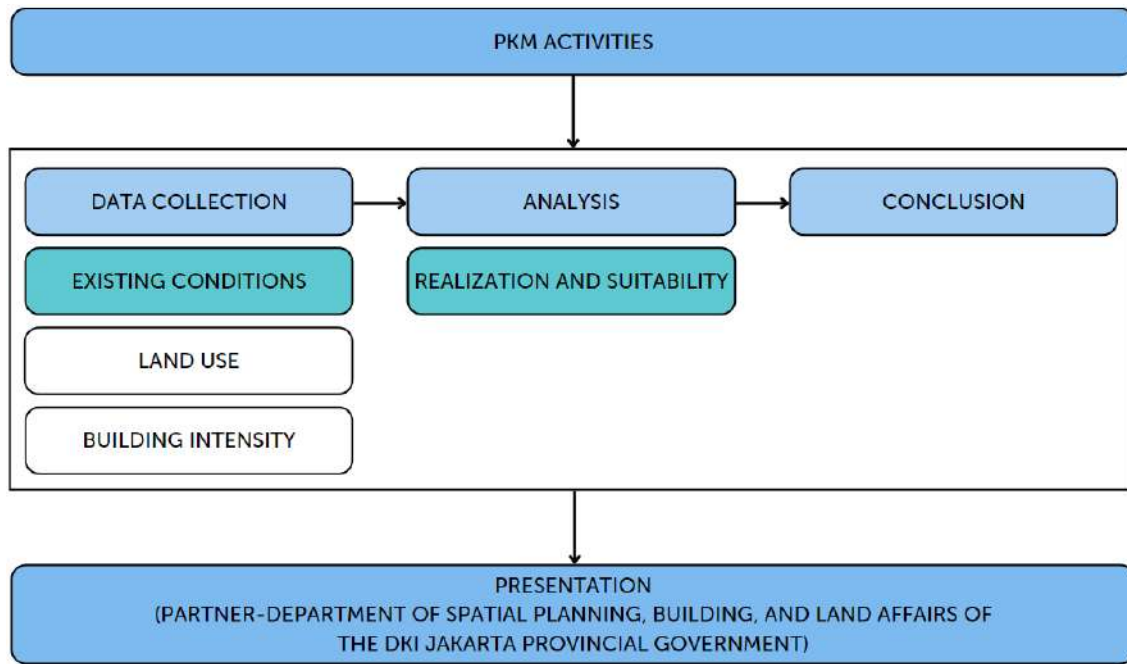 PKM ACTIVITIES
DATA COLLECTION
ANALYSIS
CONCLUSION
EXISTING CONDITIONS
REALIZATION AND SUITABILITY
LAND USE
BUILDING INTENSITY
PRESENTATION
(PARTNER-DEPARTMENT OF SPATIAL PLANNING, BUILDING, AND LAND AFFAIRS OF
THE DKI JAKARTA PROVINCIAL GOVERNMENT)